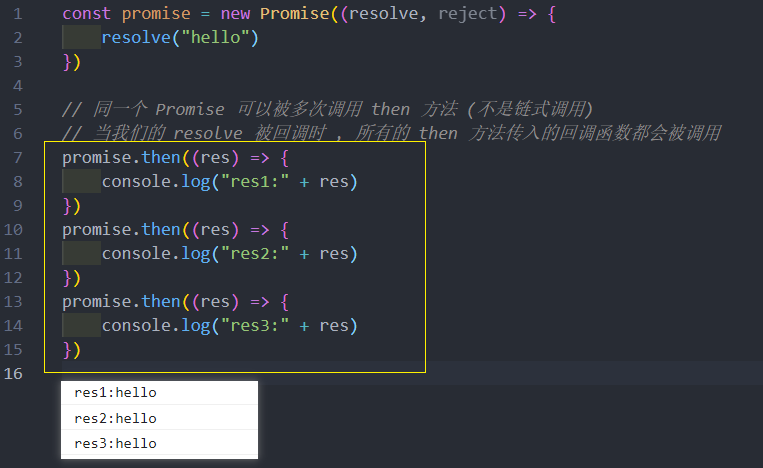 1 const promise = new Promise((resolve, reject) => {
2 resolve("hello")
3 })
4
5 // 同一个 Promise 可以被多次调用 then 方法 (不是链式调用)
6 // 当我们的 resolve 被回调时 , 所有的 then 方法传入的回调函数都会被调用
7 promise.then((res) => {
8 console.log("res1:" + res)
9 })
10 promise.then((res) => {
11 console.log("res2:" + res)
12 })
13 promise.then((res) => {
14 console.log("res3:" + res)
15 })
16
res1:hello
res2:hello
res3:hello